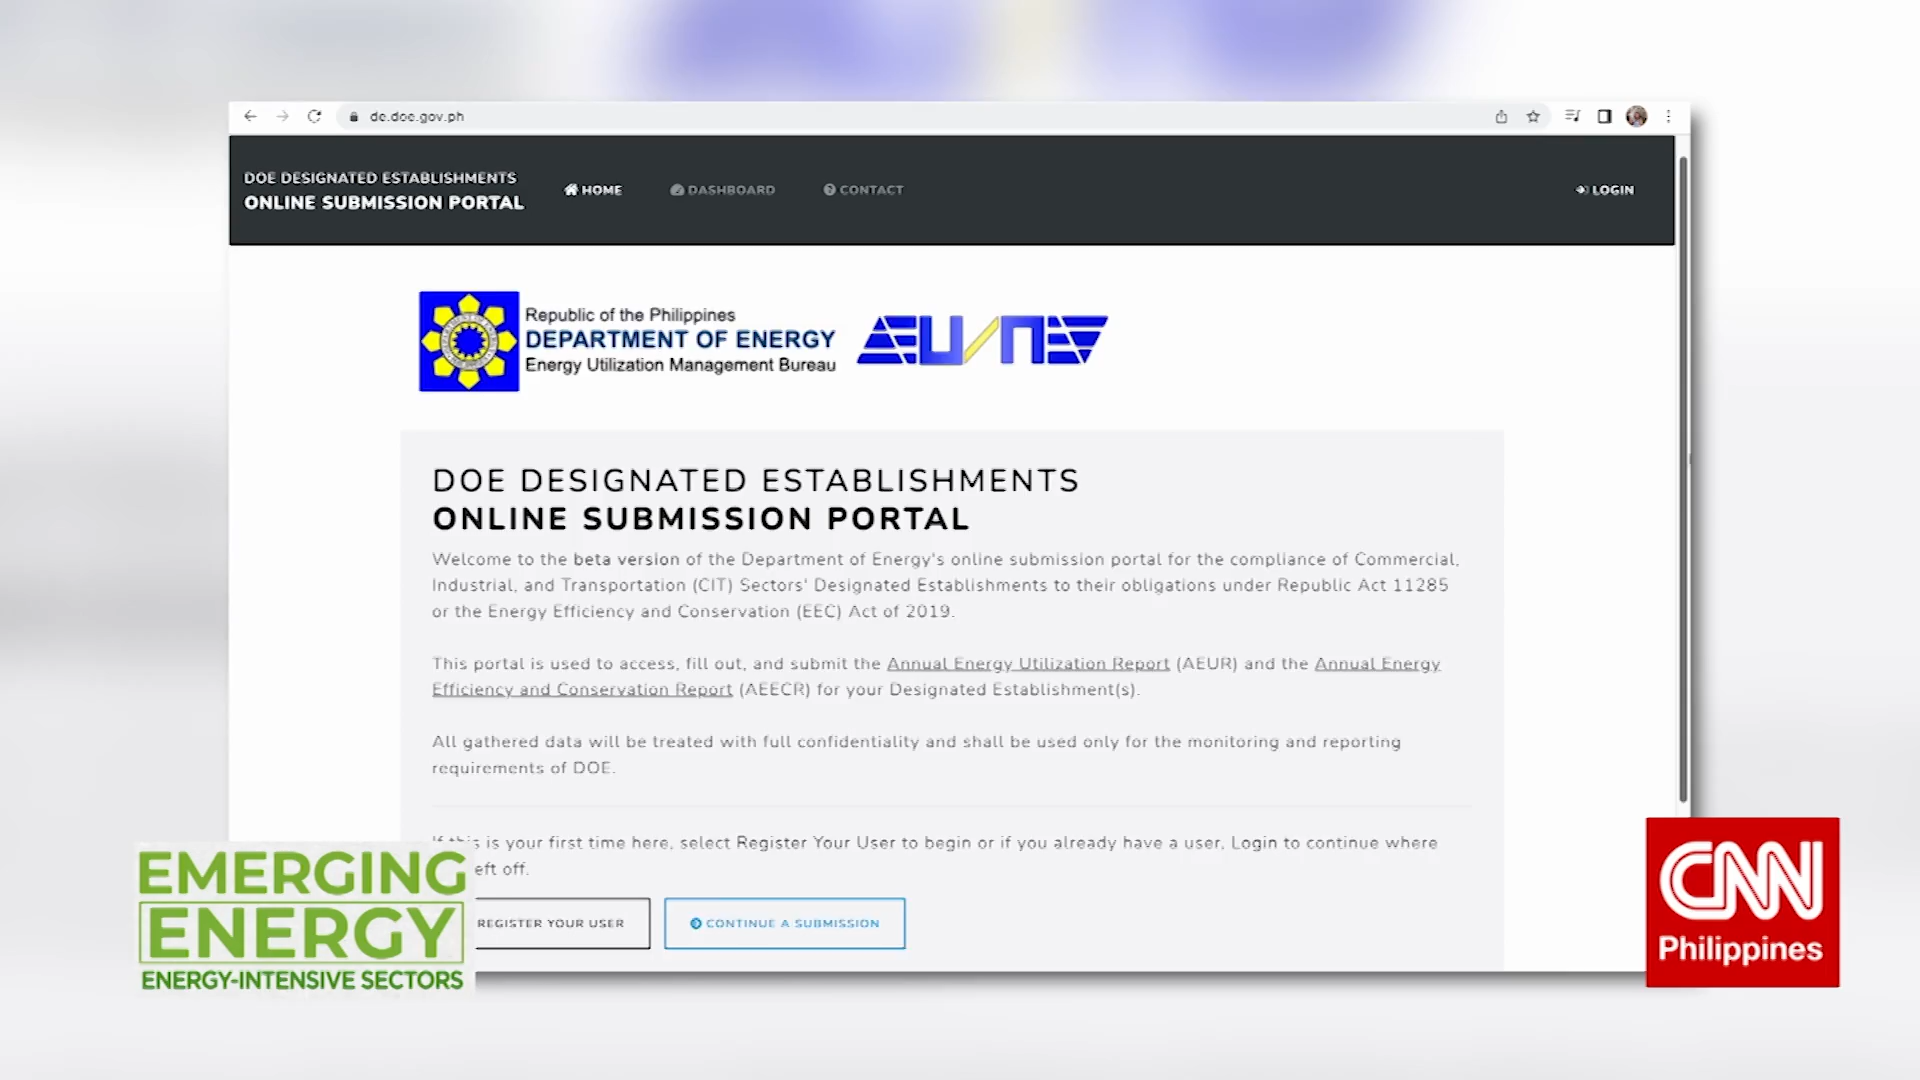 de.doe.gov.ph
DOE DESIGNATED ESTABLISHMENTS
ONLINE SUBMISSION PORTAL
HOME
DASHBOARD
CONTACT
LOGIN
Republic of the Philippines
DEPARTMENT OF ENERGY
Energy Utilization Management Bureau
DOE DESIGNATED ESTABLISHMENTS
ONLINE SUBMISSION PORTAL
Welcome to the beta version of the Department of Energy's online submission portal for the compliance of Commercial,
Industrial, and Transportation (CIT) Sectors' Designated Establishments to their obligations under Republic Act 11285
or the Energy Efficiency and Conservation (EEC) Act of 2019.
This portal is used to access, fill out, and submit the Annual Energy Utilization Report (AEUR) and the Annual Energy
Efficiency and Conservation Report (AEECR) for your Designated Establishment(s).
All gathered data will be treated with full confidentiality and shall be used only for the monitoring and reporting
requirements of DOE.
If this is your first time here, select Register Your User to begin or if you already have a user, Login to continue where
eft off.
REGISTER YOUR USER
CONTINUE A SUBMISSION
EMERGING
ENERGY
ENERGY-INTENSIVE SECTORS
CNN
Philippines